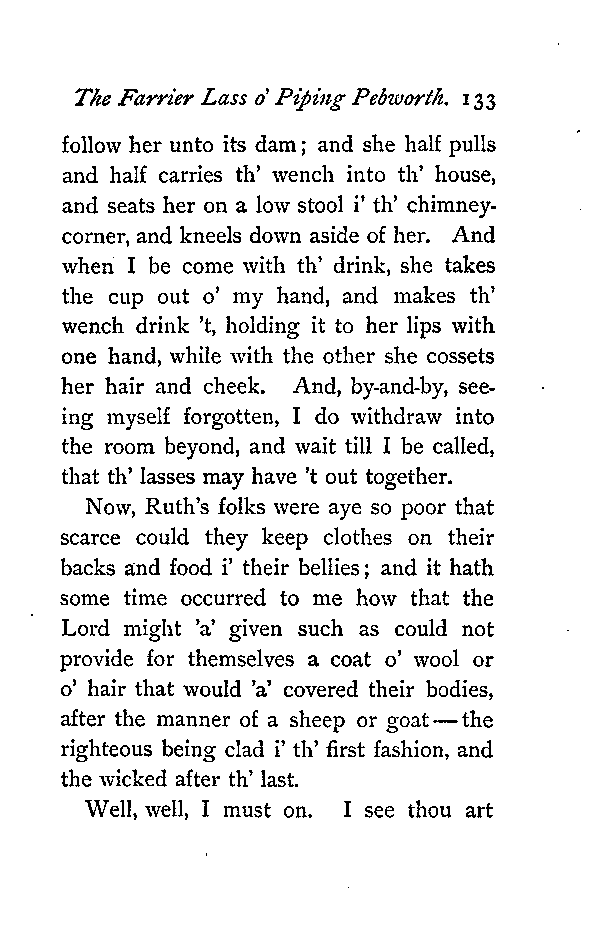 The Farrier Lass o' Piping Pebworth. 133
follow her unto its dam; and she half pulls
and half carries th' wench into th' house,
and seats her on a low stool i' th' chimney-
corner, and kneels down aside of her. And
when I be come with th' drink, she takes
the cup out o' my hand, and makes th'
wench drink 't, holding it to her lips with
one hand, while with the other she cossets
her hair and cheek. And, by-and-by, see-
ing myself forgotten, I do withdraw into
the room beyond, and wait till I be called,
that th' lasses may have 't out together.
Now, Ruth's folks were aye so poor that
scarce could they keep clothes on their
backs and food i' their bellies; and it hath
some time occurred to me how that the
Lord might 'a' given such as could not
provide for themselves a coat o' wool or
o' hair that would 'a' covered their bodies,
after the manner of a sheep or goat—the
righteous being clad i' th' first fashion, and
the wicked after th' last.
Well, well, I must on. I see thou art